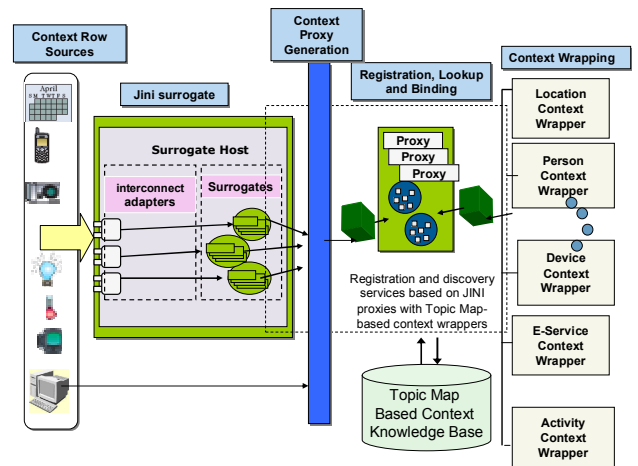 Context Row
Sources
Context
Proxy
Generation
Jini surrogate
Registration, Lookup
and Binding
Context Wrapping
April
S M T W T F S
Surrogate Host
interconnect
adapters
Surrogates
Proxy
Proxy
Proxy
Registration and discovery
services based on JINI
proxies with Topic Map-
based context wrappers
Topic Map
Based Context
Knowledge Base
Location
Context
Wrapper
Person
Context
Wrapper
Device
Context
Wrapper
E-Service
Context
Wrapper
Activity
Context
Wrapper